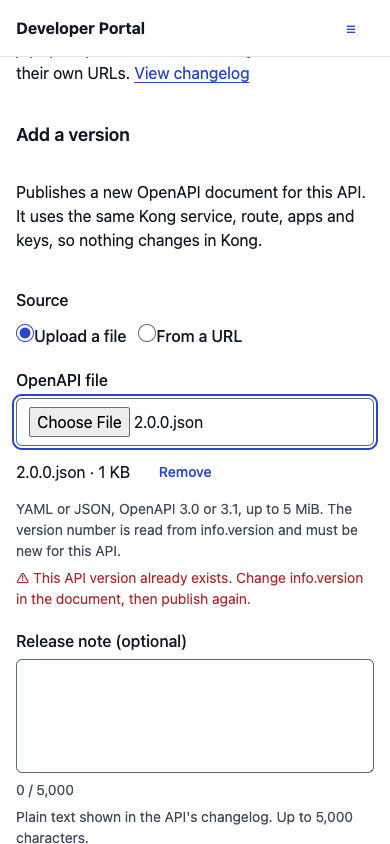 Developer Portal
≡
their own URLs. View changelog
Add a version
Publishes a new OpenAPI document for this API.
It uses the same Kong service, route, apps and
keys, so nothing changes in Kong.
Source
Upload a file From a URL
OpenAPI file
Choose File 2.0.0.json
2.0.0.json · 1 KB Remove
YAML or JSON, OpenAPI 3.0 or 3.1, up to 5 MiB. The
version number is read from info.version and must be
new for this API.
⚠ This API version already exists. Change info.version
in the document, then publish again.
Release note (optional)
0 / 5,000
Plain text shown in the API's changelog. Up to 5,000
characters.